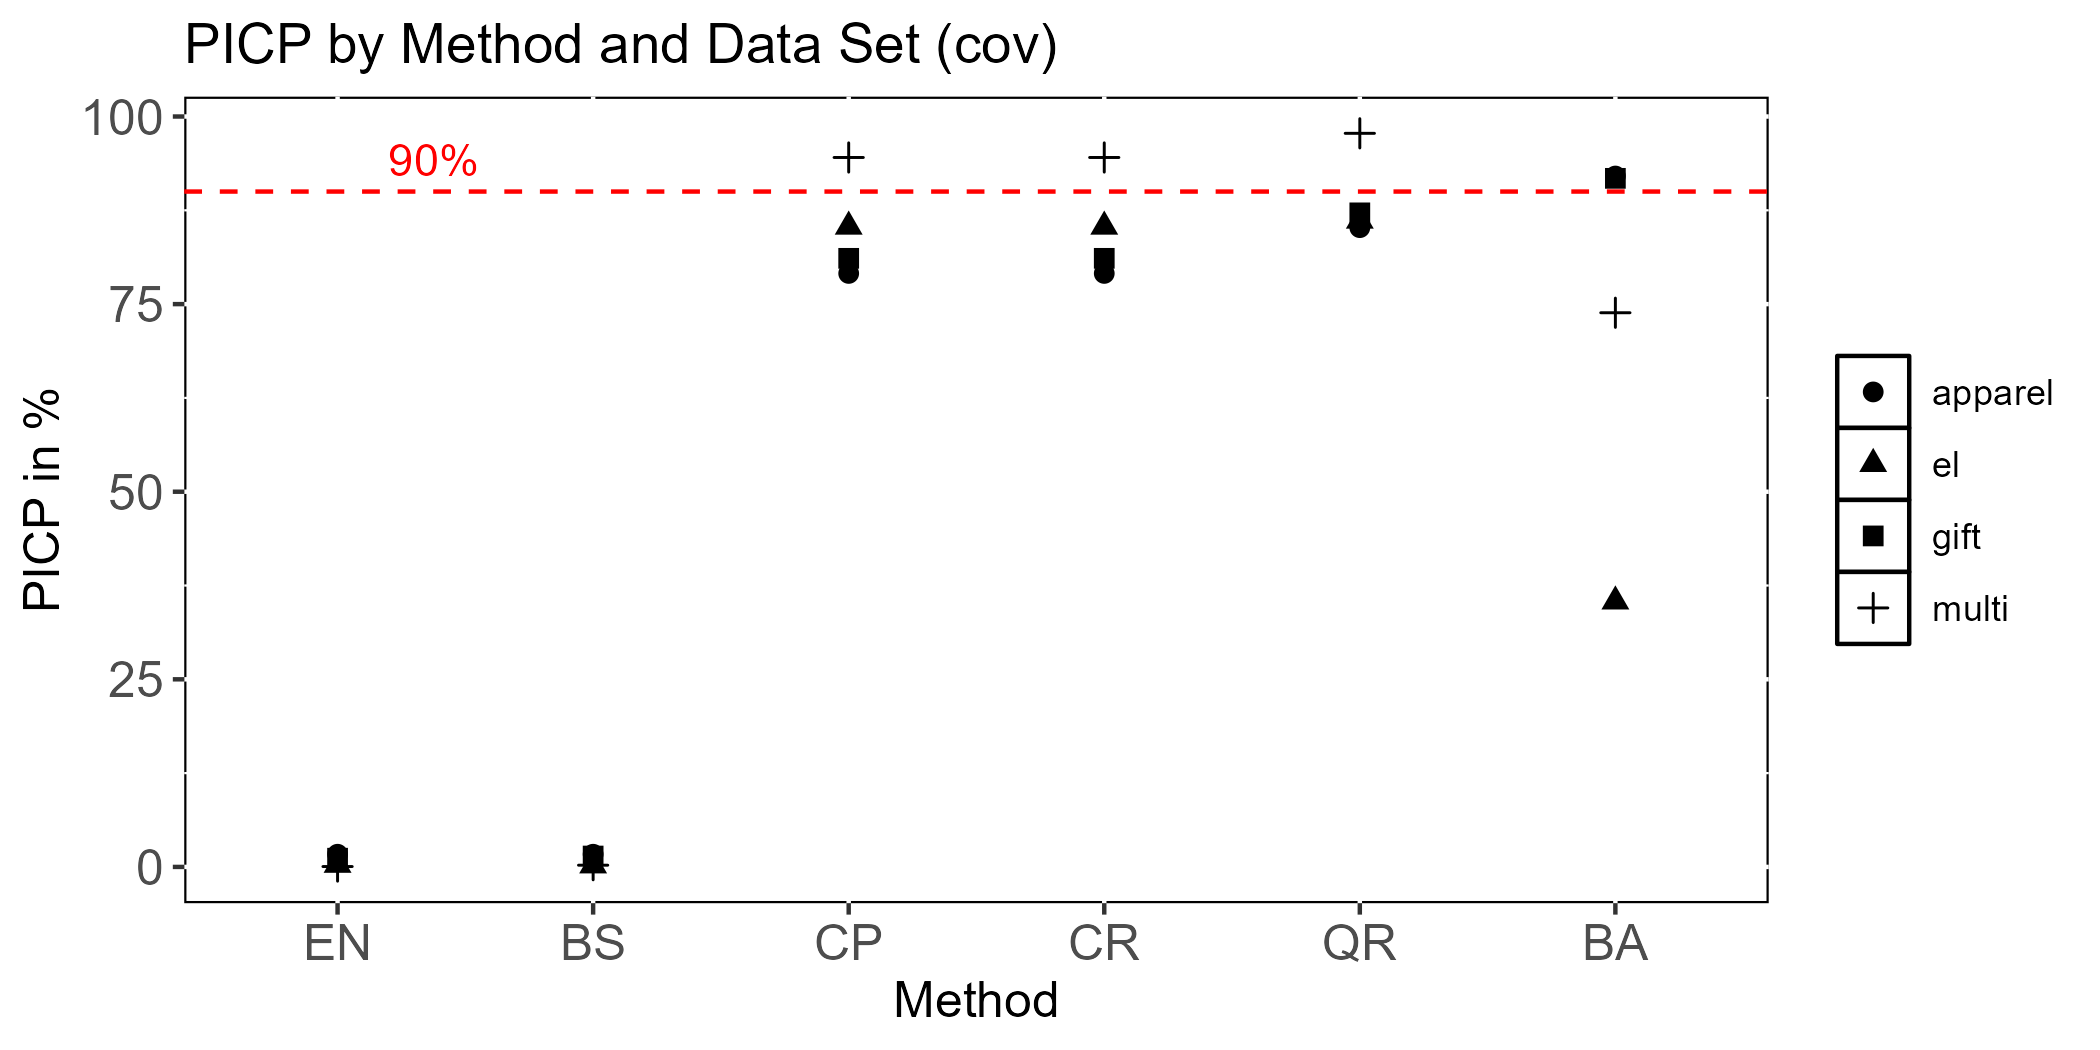 PICP by Method and Data Set (cov)
PICP in %
100
75
50
25
0
90%
EN BS CP CR QR BA
Method
apparel
el
gift
multi